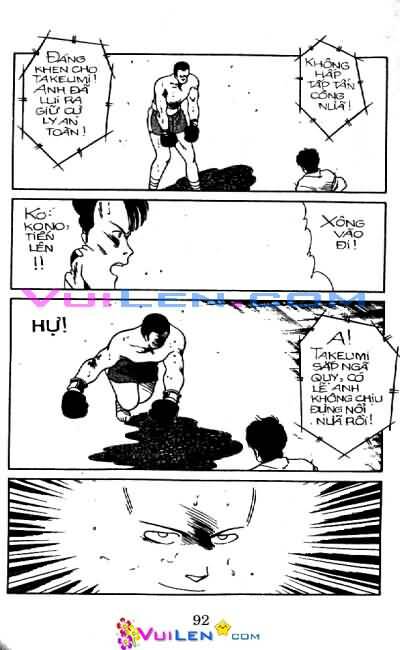 ĐÁNG
KHEN CHO
TAKEUMI!
ANH ĐÃ
LUI RA
GIỮ CỰ
LY AN
TOÀN!
KHÔNG
HẤP
TẤP TẤN
CÔNG
NỮA!
KO.
KONO,
TIẾN
LÊN
!!
XÔNG
VÀO
ĐI!
VUILEN.COM
HỰ!
A!
TAKEUMI
SẮP NGÃ
QUỴ, CÓ
LẼ ANH
KHÔNG CHỊU
ĐỰNG NỔI
NỮA RỒI!
92
VUILEN.COM